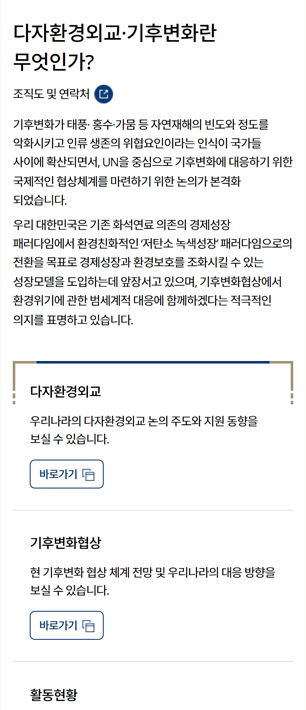 다자환경외교·기후변화란
무엇인가?
조직도 및 연락처
기후변화가 태풍· 홍수·가뭄 등 자연재해의 빈도와 정도를
악화시키고 인류 생존의 위협요인이라는 인식이 국가들
사이에 확산되면서, UN을 중심으로 기후변화에 대응하기 위한
국제적인 협상체계를 마련하기 위한 논의가 본격화
되었습니다.
우리 대한민국은 기존 화석연료 의존의 경제성장
패러다임에서 환경친화적인 ‘저탄소 녹색성장’ 패러다임으로의
전환을 목표로 경제성장과 환경보호를 조화시킬 수 있는
성장모델을 도입하는데 앞장서고 있으며, 기후변화협상에서
환경위기에 관한 범세계적 대응에 함께하겠다는 적극적인
의지를 표명하고 있습니다.
다자환경외교
우리나라의 다자환경외교 논의 주도와 지원 동향을
보실 수 있습니다.
바로가기
기후변화협상
현 기후변화 협상 체계 전망 및 우리나라의 대응 방향을
보실 수 있습니다.
바로가기
활동현황